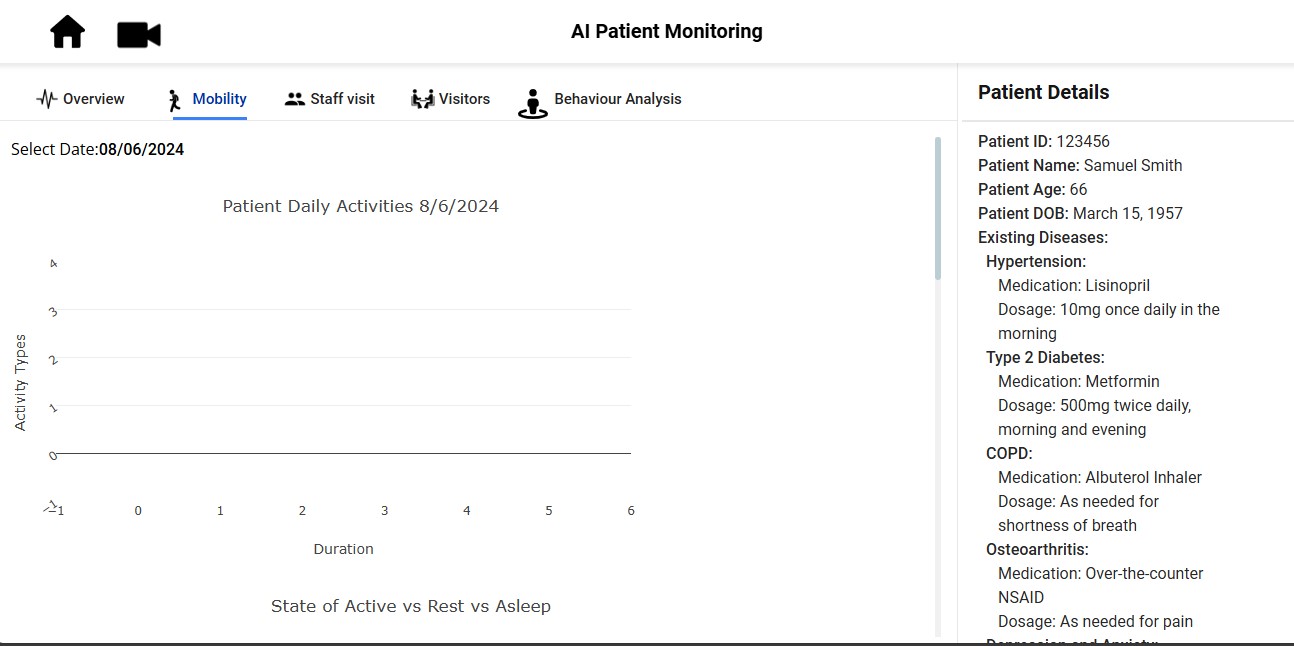 AI Patient Monitoring
Overview
Mobility
Staff visit
Visitors
Behaviour Analysis
Select Date:08/06/2024
Patient Daily Activities 8/6/2024
4
3
2
1
0
−1
Activity Types
−1 0 1 2 3 4 5 6
Duration
State of Active vs Rest vs Asleep
Patient Details
Patient ID: 123456
Patient Name: Samuel Smith
Patient Age: 66
Patient DOB: March 15, 1957
Existing Diseases:
Hypertension:
Medication: Lisinopril
Dosage: 10mg once daily in the
morning
Type 2 Diabetes:
Medication: Metformin
Dosage: 500mg twice daily,
morning and evening
COPD:
Medication: Albuterol Inhaler
Dosage: As needed for
shortness of breath
Osteoarthritis:
Medication: Over-the-counter
NSAID
Dosage: As needed for pain
Depression and Anxiety: